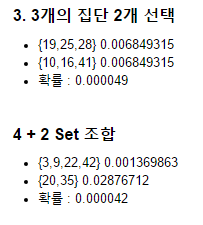 3. 3개의 집단 2개 선택
{19,25,28} 0.006849315
{10,16,41} 0.006849315
확률 : 0.000049
4 + 2 Set 조합
{3,9,22,42} 0.001369863
{20,35} 0.02876712
확률 : 0.000042